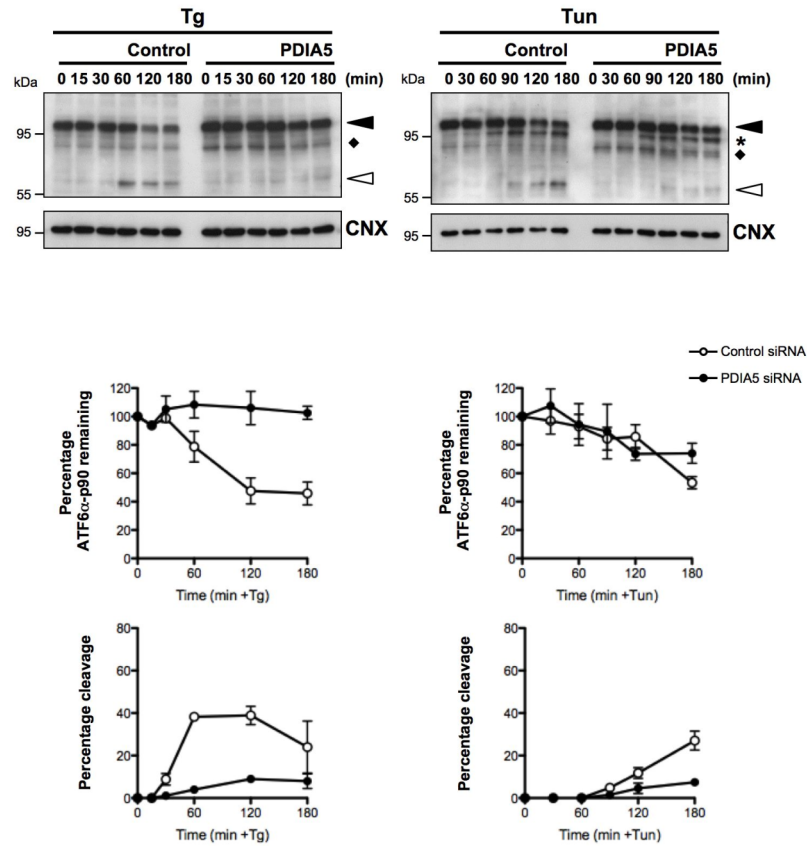 Tg
Control PDIA5
kDa 0 15 30 60 120 180 0 15 30 60 120 180 (min)
95
55
95
CNX
Tun
Control PDIA5
kDa 0 30 60 90 120 180 0 30 60 90 120 180 (min)
95
*
55
95
CNX
Control siRNA
PDIA5 siRNA
Percentage
ATF6α-p90 remaining
120
100
80
60
40
20
0
0 60 120 180
Time (min +Tg)
Percentage
ATF6α-p90 remaining
120
100
80
60
40
20
0
0 60 120 180
Time (min +Tun)
Percentage cleavage
80
60
40
20
0
0 60 120 180
Time (min +Tg)
Percentage cleavage
80
60
40
20
0
0 60 120 180
Time (min +Tun)